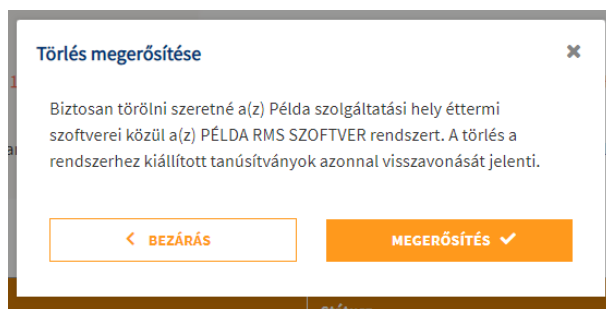 Törlés megerősítése
Biztosan törölni szeretné a(z) Példa szolgáltatási hely éttermi
szoftverei közül a(z) PÉLDA RMS SZOFTVER rendszert. A törlés a
rendszerhez kiállított tanúsítványok azonnal visszavonását jelenti.
BEZÁRÁS
MEGERŐSÍTÉS